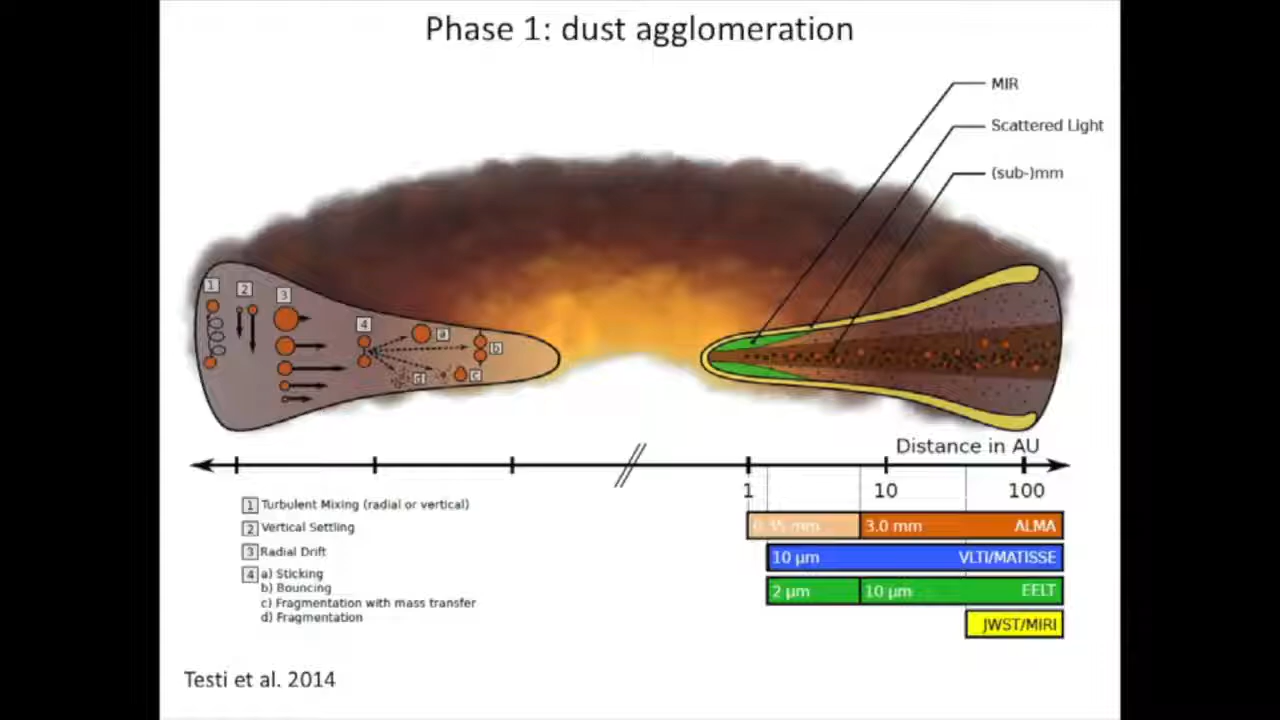 Phase 1: dust agglomeration
MIR
Scattered Light
(sub-)mm
1
2
3
4
a
b
c
d
Distance in AU
1
10
100
1 Turbulent Mixing (radial or vertical)
2 Vertical Settling
3 Radial Drift
4 a) Sticking
b) Bouncing
c) Fragmentation with mass transfer
d) Fragmentation
0.35 mm 3.0 mm ALMA
10 μm VLTI/MATISSE
2 μm 10 μm EELT
JWST/MIRI
Testi et al. 2014